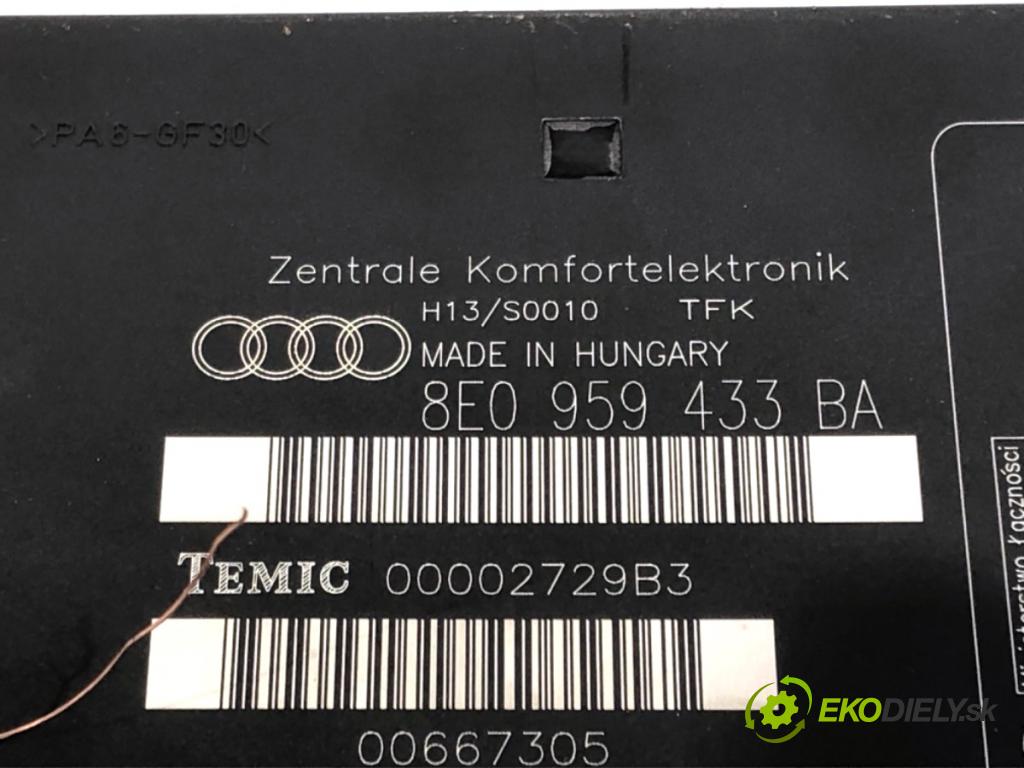 >PA6-GF30<
Zentrale Komfortelektronik
H13/S0010 TFK
MADE IN HUNGARY
8E0 959 433 BA
TEMIC 00002729B3
00667305
Łączności
EKODIELY.sk